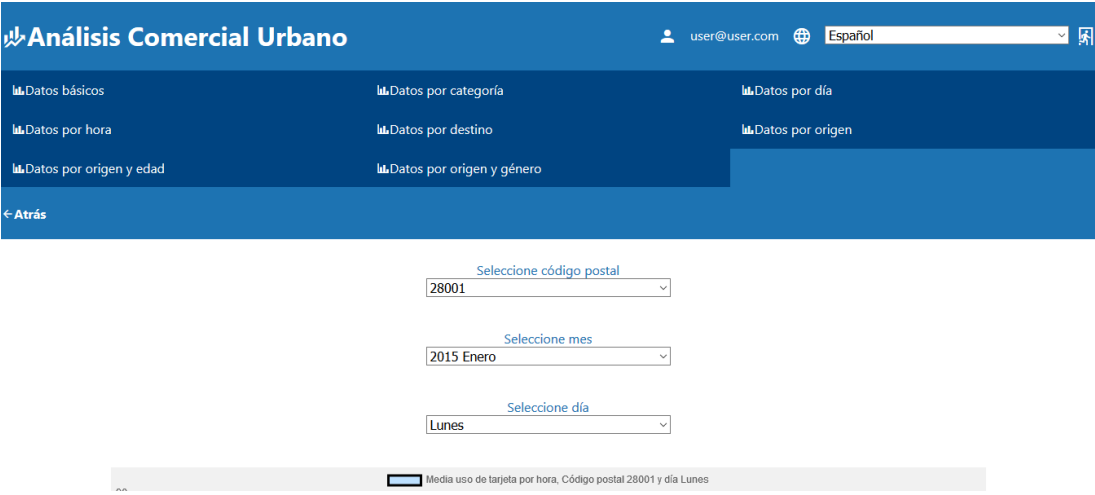 Análisis Comercial Urbano
user@user.com
Español
Datos básicos
Datos por categoría
Datos por día
Datos por hora
Datos por destino
Datos por origen
Datos por origen y edad
Datos por origen y género
Atrás
Seleccione código postal
28001
Seleccione mes
2015 Enero
Seleccione día
Lunes
Media uso de tarjeta por hora, Código postal 28001 y día Lunes